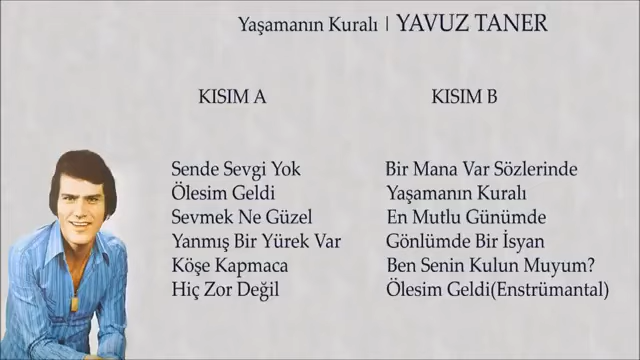 Yaşamanın Kuralı | YAVUZ TANER
KISIM A
Sende Sevgi Yok
Ölesim Geldi
Sevmek Ne Güzel
Yanmış Bir Yürek Var
Köşe Kapmaca
Hiç Zor Değil
KISIM B
Bir Mana Var Sözlerinde
Yaşamanın Kuralı
En Mutlu Günümde
Gönlümde Bir İsyan
Ben Senin Kulun Muyum?
Ölesim Geldi(Enstrümantal)